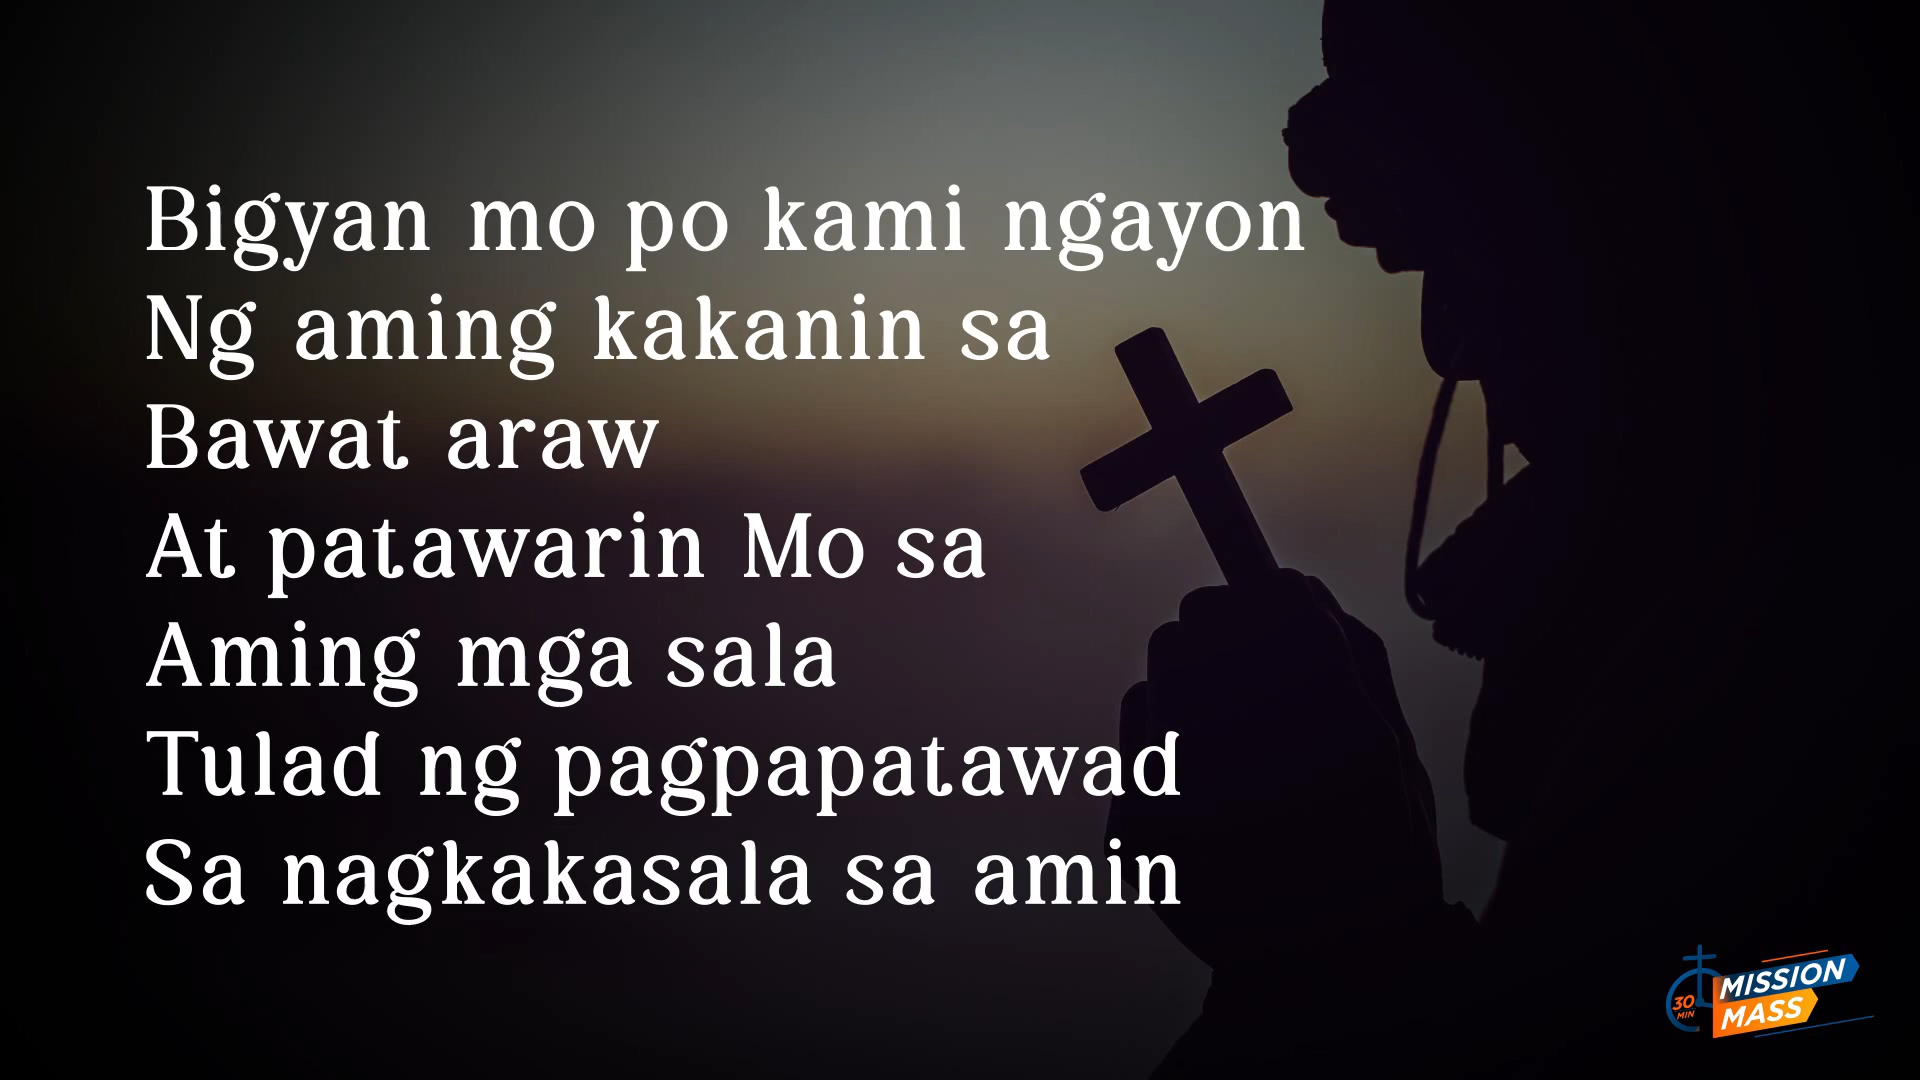 Bigyan mo po kami ngayon
Ng aming kakanin sa
Bawat araw
At patawarin Mo sa
Aming mga sala
Tulad ng pagpapatawad
Sa nagkakasala sa amin
30 MIN
MISSION
MASS